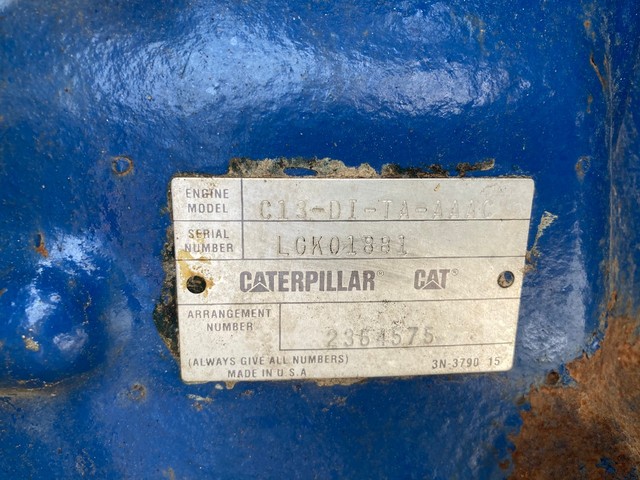 ENGINE MODEL C13-DI-TA-AAAC
SERIAL NUMBER LGK01881
CATERPILLAR® CAT®
ARRANGEMENT NUMBER 2364575
(ALWAYS GIVE ALL NUMBERS) 3N-3790 15
MADE IN U.S.A